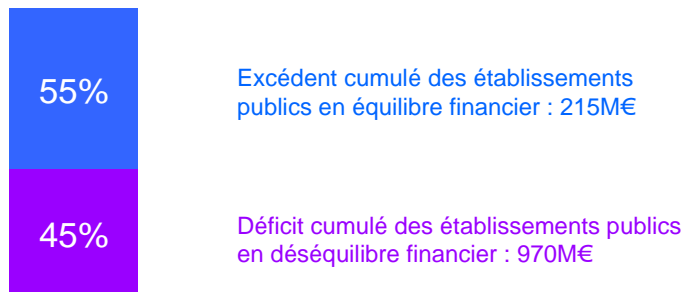 55%
Excédent cumulé des établissements
publics en équilibre financier : 215M€
45%
Déficit cumulé des établissements publics
en déséquilibre financier : 970M€